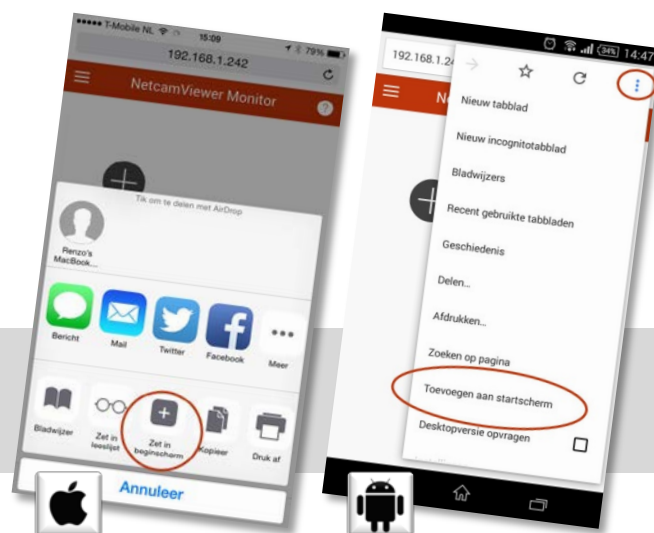 T-Mobile NL 15:09 79%
192.168.1.242
NetcamViewer Monitor ?
Tik om te delen met AirDrop
Renzo's
MacBook...
Bericht Mail Twitter Facebook Meer
Bladwijzer Zet in
leeslijst Zet in
beginscherm Kopieer Druk af
Annuleer
34% 14:47
192.168.1.24
N
Nieuw tabblad
Nieuw incognitotabblad
Bladwijzers
Recent gebruikte tabbladen
Geschiedenis
Delen...
Afdrukken...
Zoeken op pagina
Toevoegen aan startscherm
Desktopversie opvragen